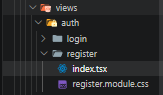 views
auth
login
register
index.tsx
register.module.css